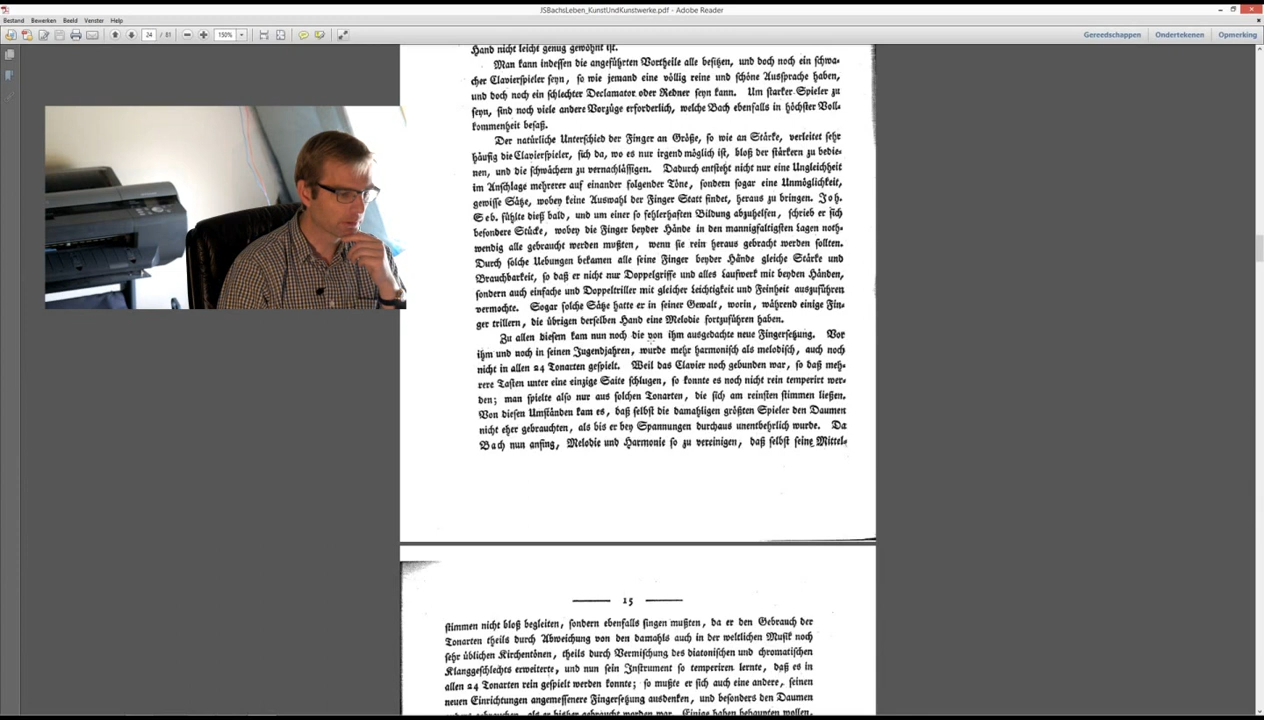 JSBachsLeben_KunstUndKunstwerke.pdf - Adobe Reader
Bestand Bewerken Beeld Venster Help
24 / 81 150% Gereedschappen Ondertekenen Opmerking
Hand nicht leicht genug gewöhnt ist.
Man kann indessen die angeführten Vortheile alle besitzen, und doch noch ein schwa-
cher Clavierspieler seyn, so wie jemand eine völlig reine und schöne Aussprache haben,
und doch noch ein schlechter Declamator oder Redner seyn kann. Um starker Spieler zu
seyn, sind noch viele andere Vorzüge erforderlich, welche Bach ebenfalls in höchster Voll-
kommenheit besaß.
Der natürliche Unterschied der Finger an Größe, so wie an Stärke, verleitet sehr
häufig die Clavierspieler, sich da, wo es nur irgend möglich ist, bloß der stärkern zu bedie-
nen, und die schwächern zu vernachlässigen. Dadurch entsteht nicht nur eine Ungleichheit
im Anschlage mehrerer auf einander folgender Töne, sondern sogar eine Unmöglichkeit,
gewisse Sätze, wobey keine Auswahl der Finger Statt findet, heraus zu bringen. Joh.
Seb. fühlte dieß bald, und um einer so fehlerhaften Bildung abzuhelfen, schrieb er sich
besondere Stücke, wobey die Finger beyder Hände in den mannigfaltigsten Lagen noth-
wendig alle gebraucht werden mußten, wenn sie rein heraus gebracht werden sollten.
Durch solche Uebungen bekamen alle seine Finger beyder Hände gleiche Stärke und
Brauchbarkeit, so daß er nicht nur Doppelgriffe und alles Laufwerk mit beyden Händen,
sondern auch einfache und Doppeltriller mit gleicher Leichtigkeit und Feinheit auszuführen
vermochte. Sogar solche Sätze hatte er in seiner Gewalt, worin, während einige Fin-
ger trillern, die übrigen derselben Hand eine Melodie fortzuführen haben.
Zu allen diesem kam nun noch die von ihm ausgedachte neue Fingersetzung. Vor
ihm und noch in seinen Jugendjahren, wurde mehr harmonisch als melodisch, auch noch
nicht in allen 24 Tonarten gespielt. Weil das Clavier noch gebunden war, so daß meh-
rere Tasten unter eine einzige Saite schlugen, so konnte es noch nicht rein temperirt wer-
den; man spielte also nur aus solchen Tonarten, die sich am reinsten stimmen ließen.
Von diesen Umständen kam es, daß selbst die damahligen größten Spieler den Daumen
nicht eher gebrauchten, als bis er bey Spannungen durchaus unentbehrlich wurde. Da
Bach nun anfing, Melodie und Harmonie so zu vereinigen, daß selbst seine Mittel-
15
stimmen nicht bloß begleiten, sondern ebenfalls singen mußten, da er den Gebrauch der
Tonarten theils durch Abweichung von den damahls auch in der weltlichen Musik noch
sehr üblichen Kirchentönen, theils durch Vermischung des diatonischen und chromatischen
Klanggeschlechts erweiterte, und nun sein Instrument so temperiren lernte, daß es in
allen 24 Tonarten rein gespielt werden konnte; so mußte er sich auch eine andere, seinen
neuen Einrichtungen angemessenere Fingersetzung ausdenken, und besonders den Daumen
anders gebrauchen, als er bisher gebraucht worden war. Einige haben behaupten wollen,